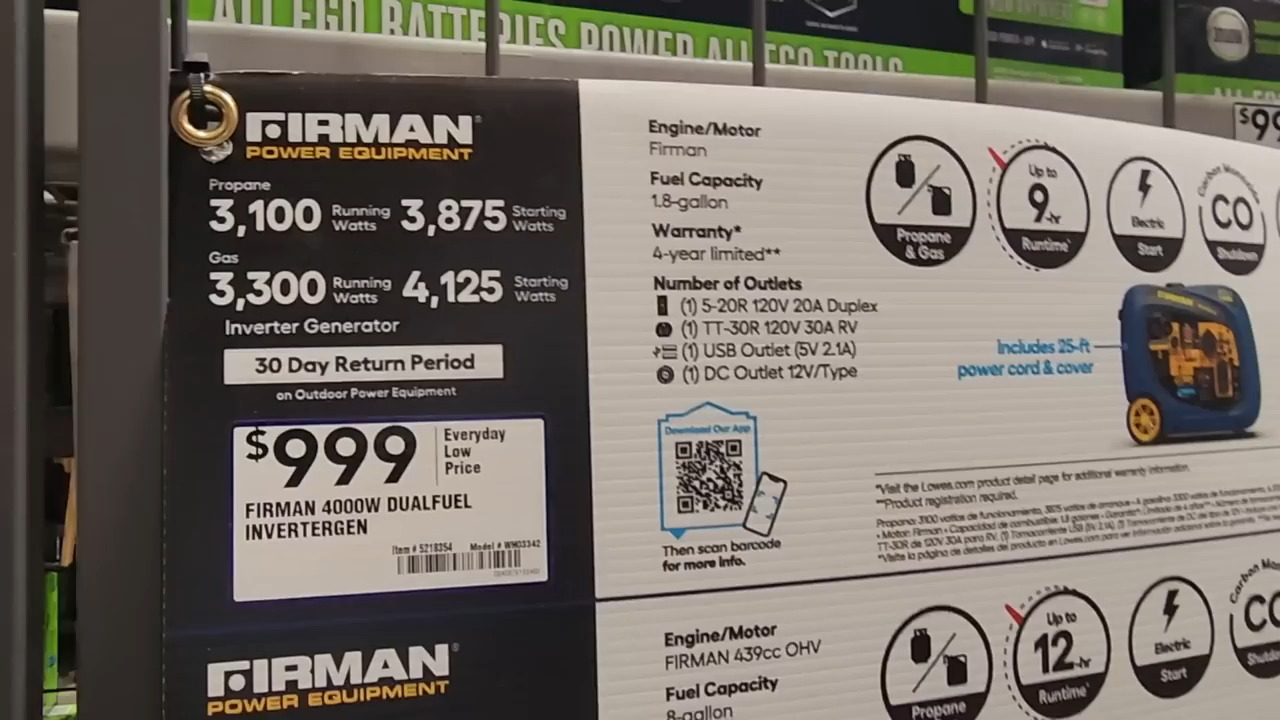 ALL EGO BATTERIES POWER ALL EGO TOOLS
$99
FIRMAN®
POWER EQUIPMENT
Propane
3,100 Running Watts 3,875 Starting Watts
Gas
3,300 Running Watts 4,125 Starting Watts
Inverter Generator
30 Day Return Period
on Outdoor Power Equipment
$999 Everyday Low Price
FIRMAN 4000W DUALFUEL
INVERTERGEN
Item # 5218354 Model # WH03342
Engine/Motor
Firman
Fuel Capacity
1.8-gallon
Warranty*
4-year limited**
Number of Outlets
(1) 5-20R 120V 20A Duplex
(1) TT-30R 120V 30A RV
(1) USB Outlet (5V 2.1A)
(1) DC Outlet 12V/Type
Download Our App
Then scan barcode
for more info.
Propane
& Gas
Up to
9-hr
Runtime*
Electric
Start
Carbon Monoxide
CO
Shutdown
Includes 25-ft
power cord & cover
*Visit the Lowes.com product detail page for additional warranty information.
**Product registration required.
FIRMAN®
POWER EQUIPMENT
Engine/Motor
FIRMAN 439cc OHV
Fuel Capacity
8-gallon
Propane
Up to
12-hr
Runtime*
Electric
Start
Carbon